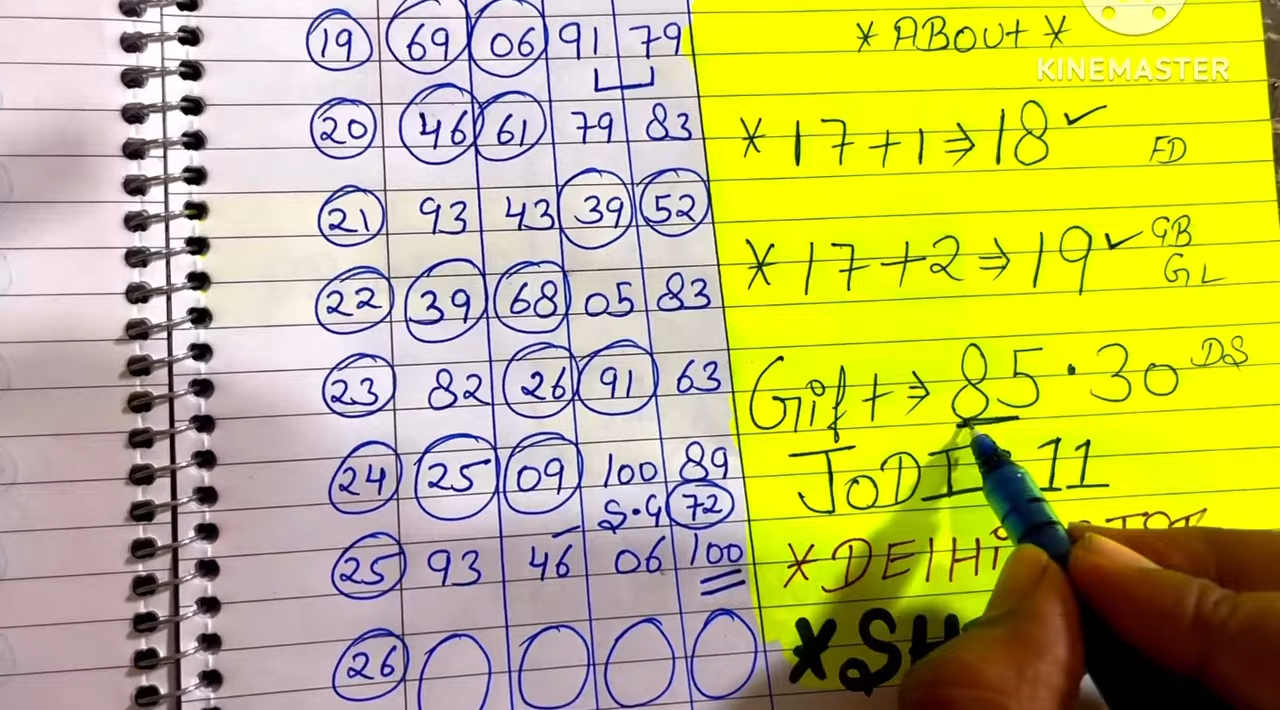 19 69 06 91 79
20 46 61 79 83
21 93 43 39 52
22 39 68 05 83
23 82 26 91 63
24 25 09 100 89
S.G 72
25 93 46 06 100
26
* ABOUt *
KINEMASTER
* 17+1⇒18 ✓
FD
* 17+2⇒19 ✓ GB
GL
Gift ⇒ 85·30 DS
JODI 11
* DELHi
*